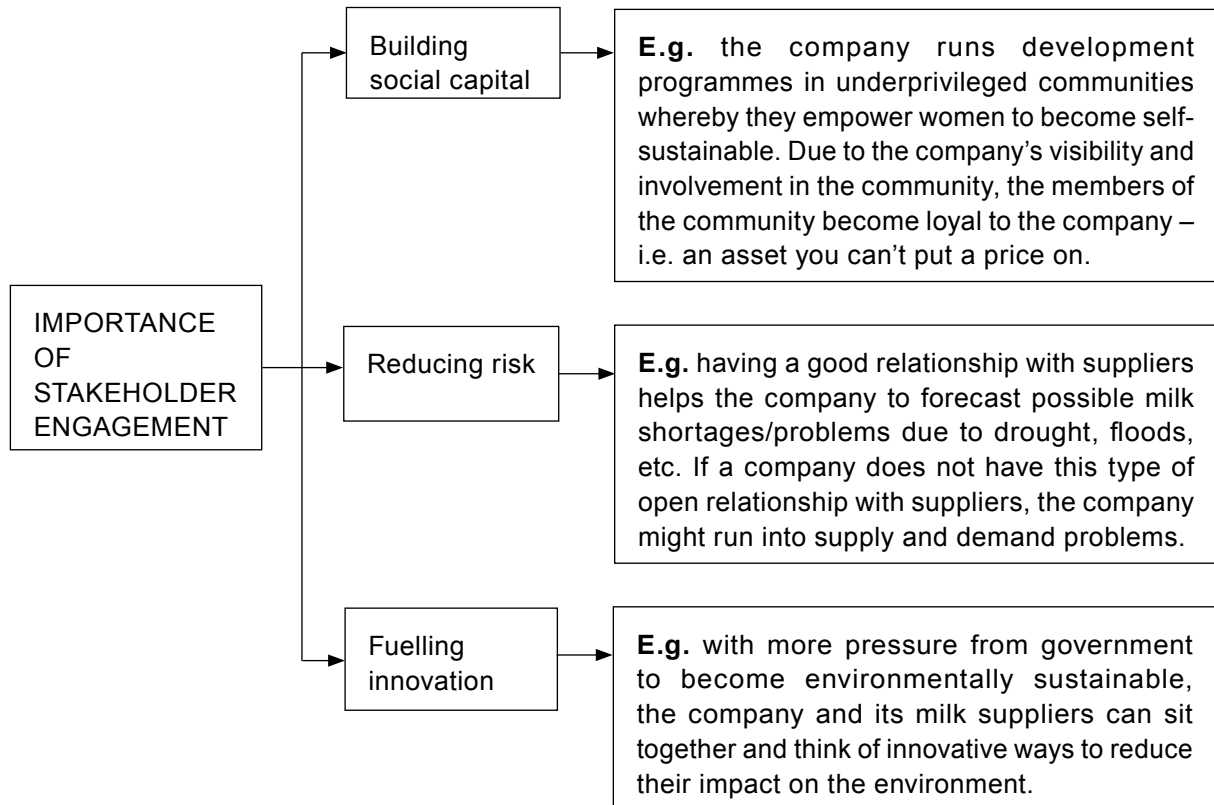 IMPORTANCE
OF
STAKEHOLDER
ENGAGEMENT
Building
social capital
E.g. the company runs development
programmes in underprivileged communities
whereby they empower women to become self-
sustainable. Due to the company’s visibility and
involvement in the community, the members of
the community become loyal to the company –
i.e. an asset you can’t put a price on.
Reducing risk
E.g. having a good relationship with suppliers
helps the company to forecast possible milk
shortages/problems due to drought, floods,
etc. If a company does not have this type of
open relationship with suppliers, the company
might run into supply and demand problems.
Fuelling
innovation
E.g. with more pressure from government
to become environmentally sustainable,
the company and its milk suppliers can sit
together and think of innovative ways to reduce
their impact on the environment.